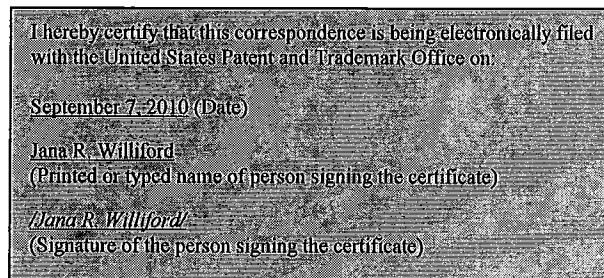 I hereby certify that this correspondence is being electronically filed
with the United States Patent and Trademark Office on:
September 7, 2010 (Date)
Jana R. Williford
(Printed or typed name of person signing the certificate)
/Jana R. Williford/
(Signature of the person signing the certificate)